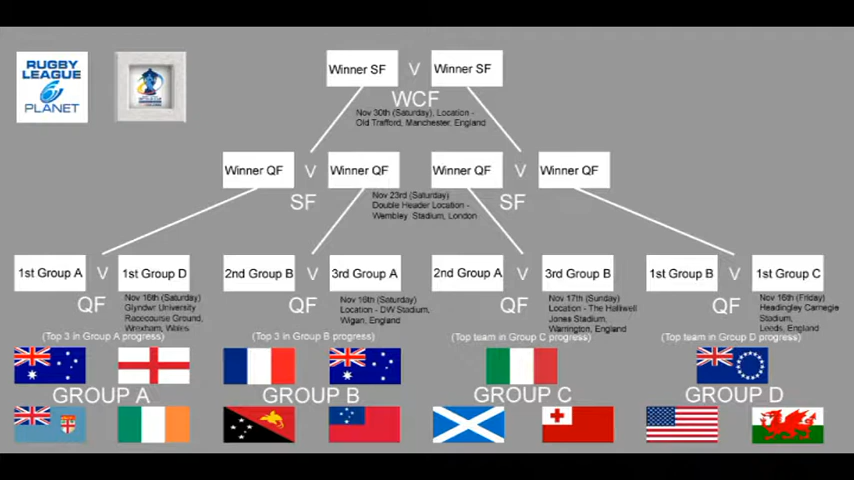 RUGBY
LEAGUE
PLANET
Winner SF
V
Winner SF
WCF
Nov 30th (Saturday), Location -
Old Trafford, Manchester, England
Winner QF
V
Winner QF
Winner QF
V
Winner QF
SF
SF
Nov 23rd (Saturday)
Double Header Location -
Wembley Stadium, London
1st Group A
V
1st Group D
2nd Group B
V
3rd Group A
2nd Group A
V
3rd Group B
1st Group B
V
1st Group C
QF
Nov 16th (Saturday)
Glyndwr University
Racecourse Ground,
Wrexham, Wales
QF
Nov 16th (Saturday)
Location - DW Stadium,
Wigan, England
QF
Nov 17th (Sunday)
Location - The Halliwell
Jones Stadium,
Warrington, England
QF
Nov 16th (Friday)
Headingley Carnegie
Stadium,
Leeds, England
(Top 3 in Group A progress)
(Top 3 in Group B progress)
(Top team in Group C progress)
(Top team in Group D progress)
GROUP A
GROUP B
GROUP C
GROUP D